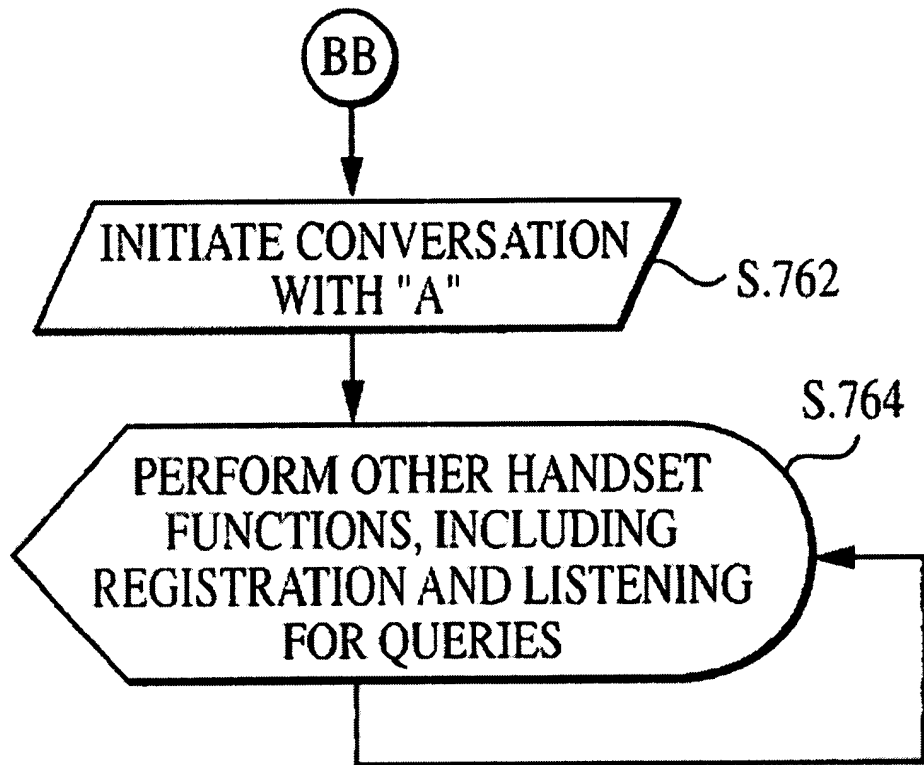 BB
INITIATE CONVERSATION
WITH "A"
S.762
S.764
PERFORM OTHER HANDSET
FUNCTIONS, INCLUDING
REGISTRATION AND LISTENING
FOR QUERIES